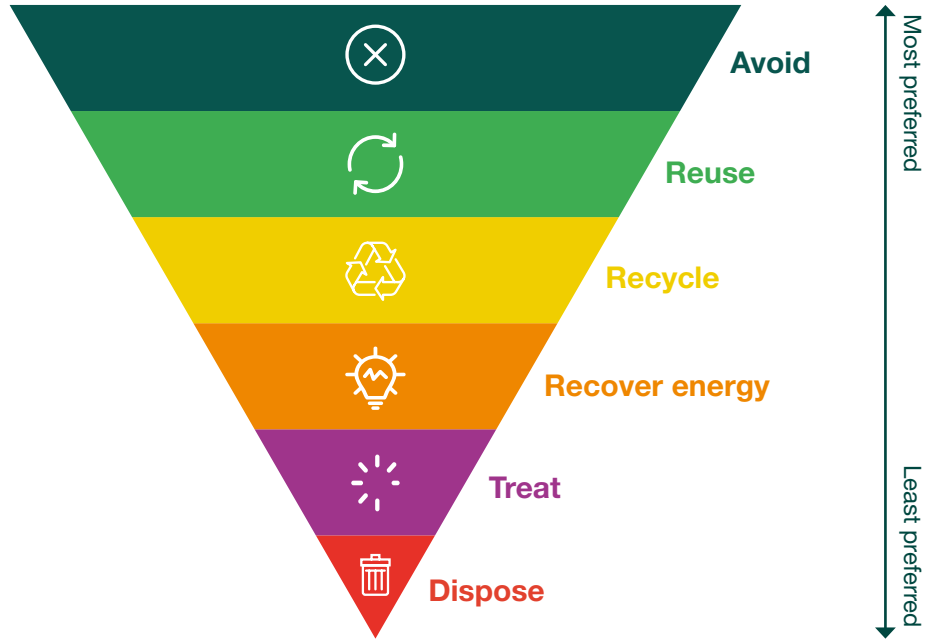 Avoid
Most preferred
Reuse
Recycle
Recover energy
Treat
Least preferred
Dispose